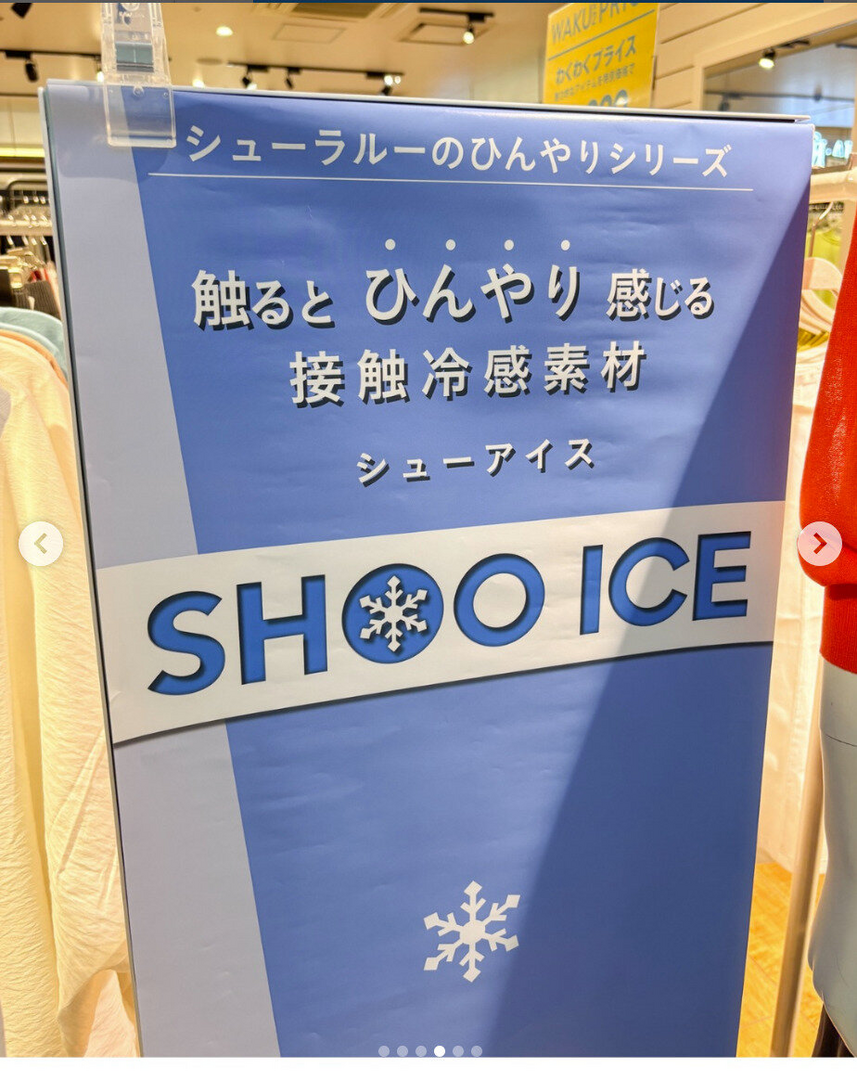 WAKU
わくわくプライス
シューラルーのひんやりシリーズ
触るとひんやり感じる
接触冷感素材
シューアイス
SHOO ICE